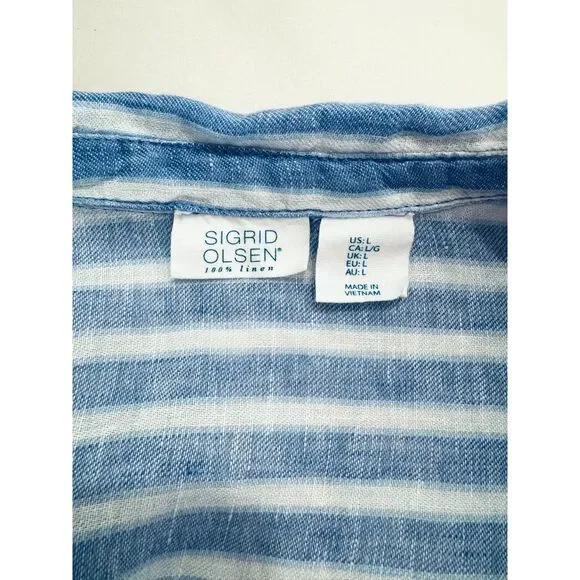 SIGRID
OLSEN®
100% linen
US: L
CA: L/G
UK: L
EU: L
AU: L
MADE IN
VIETNAM